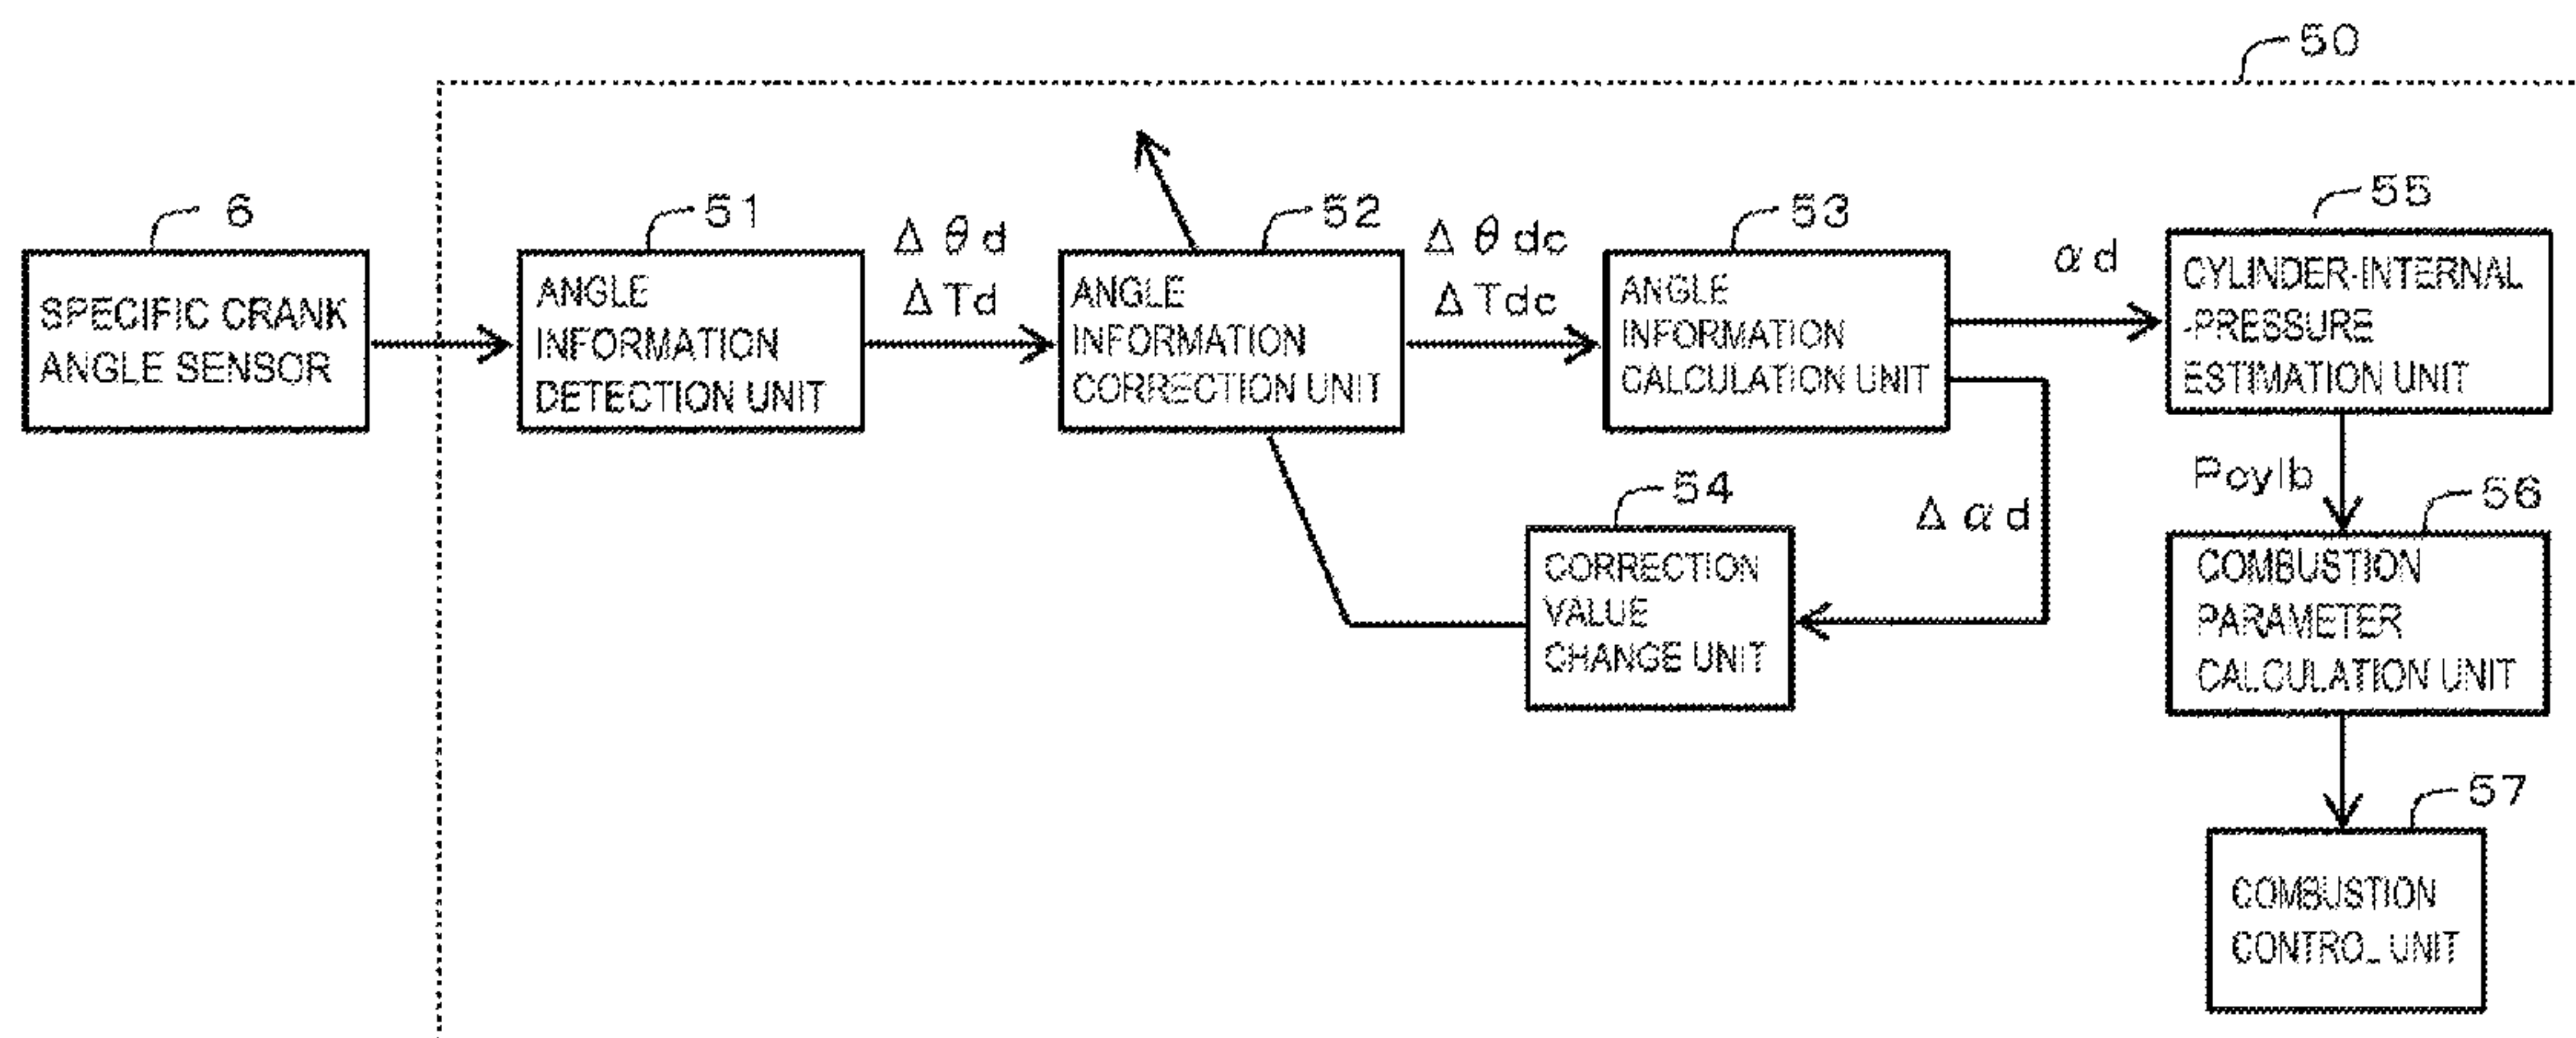 50
6
SPECIFIC CRANK
ANGLE SENSOR
51
ANGLE
INFORMATION
DETECTION UNIT
Δθd
ΔTd
52
ANGLE
INFORMATION
CORRECTION UNIT
Δθdc
ΔTdc
53
ANGLE
INFORMATION
CALCULATION UNIT
αd
Δαd
54
CORRECTION
VALUE
CHANGE UNIT
55
CYLINDER-INTERNAL
-PRESSURE
ESTIMATION UNIT
Pcylb
56
COMBUSTION
PARAMETER
CALCULATION UNIT
57
COMBUSTION
CONTROL UNIT